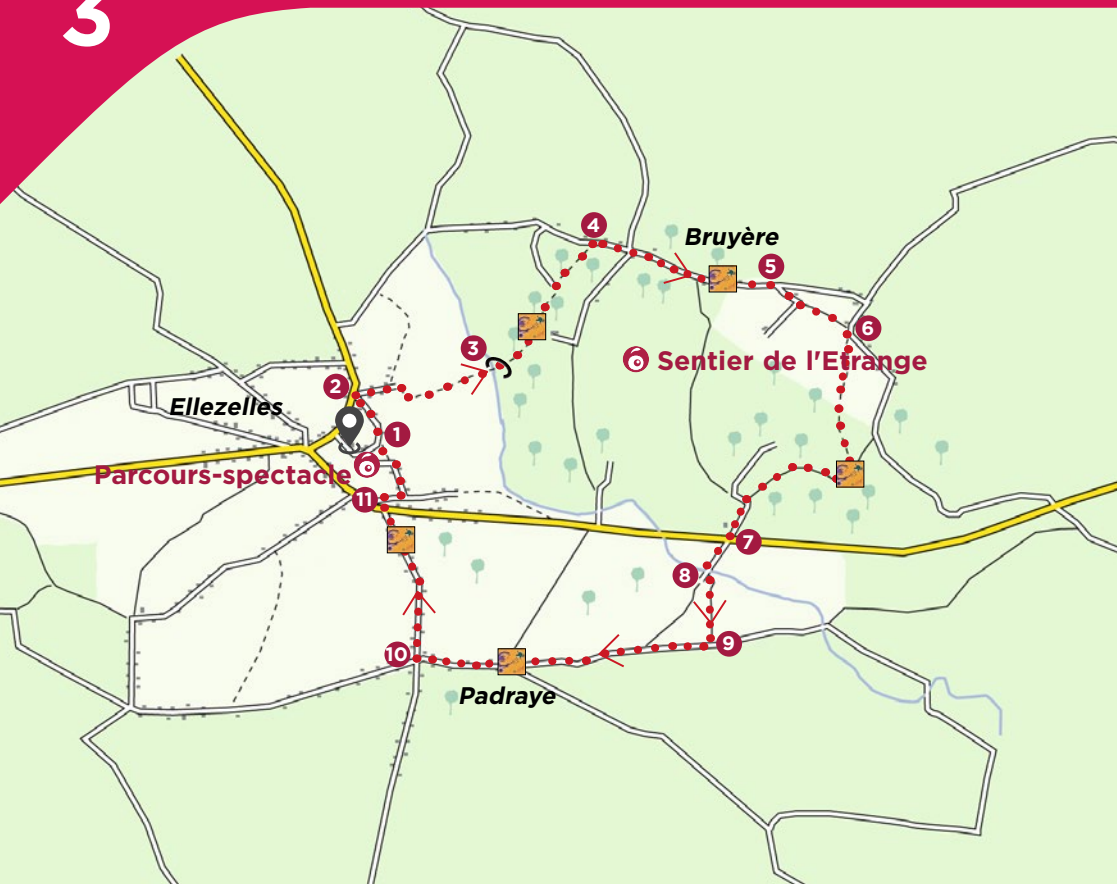 3
4
Bruyère
5
6
3
Sentier de l'Etrange
2
Ellezelles
1
Parcours-spectacle
11
7
8
9
10
Padraye